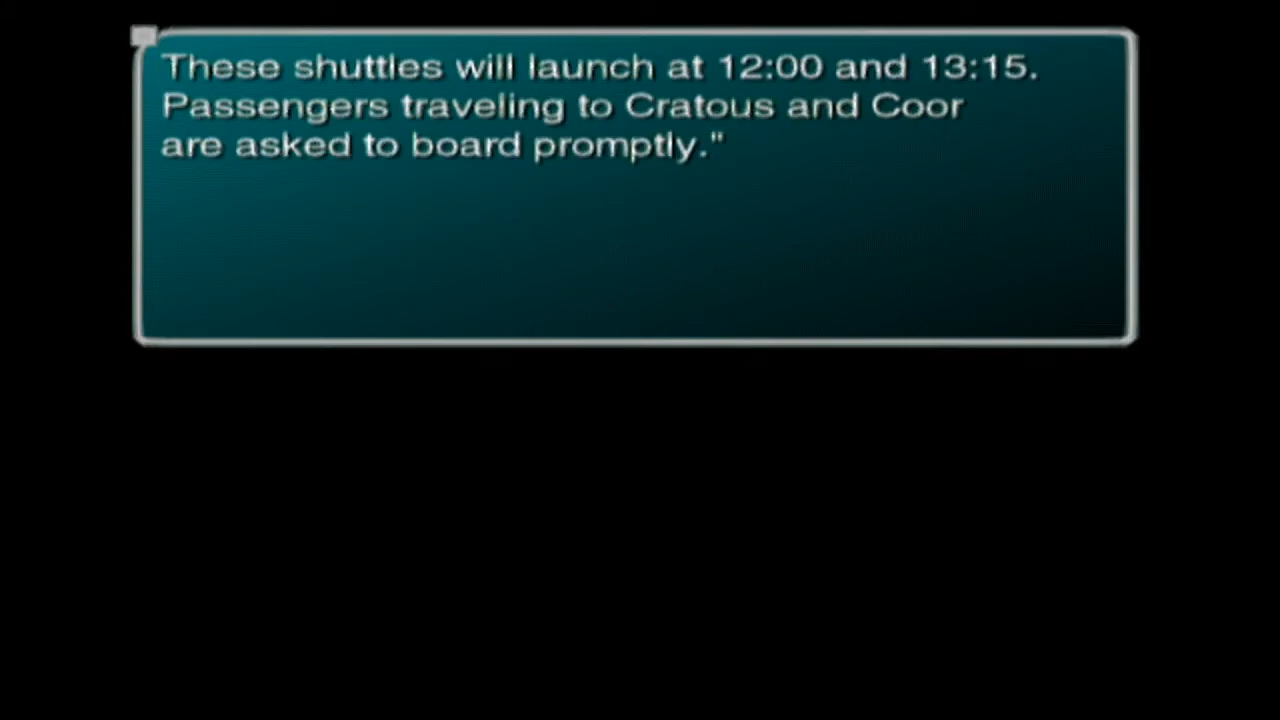 These shuttles will launch at 12:00 and 13:15.
Passengers traveling to Cratous and Coor
are asked to board promptly."